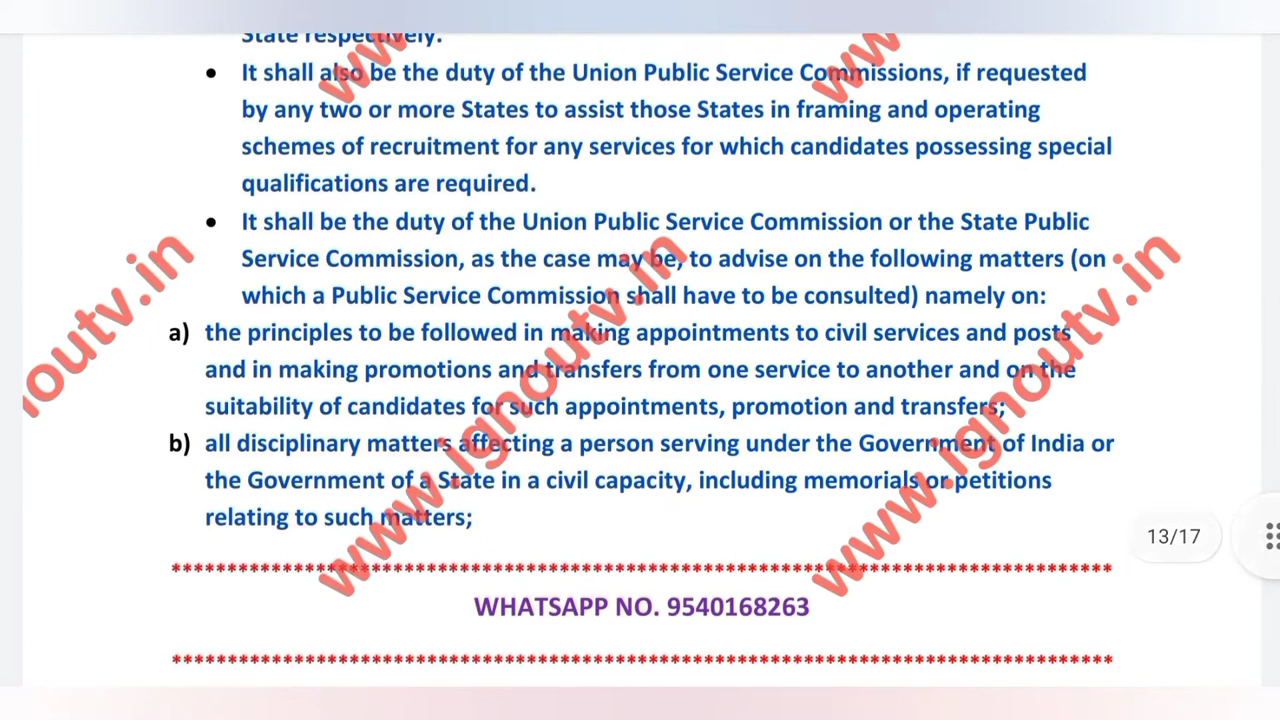 State respectively.
• It shall also be the duty of the Union Public Service Commissions, if requested
by any two or more States to assist those States in framing and operating
schemes of recruitment for any services for which candidates possessing special
qualifications are required.
• It shall be the duty of the Union Public Service Commission or the State Public
Service Commission, as the case may be, to advise on the following matters (on
which a Public Service Commission shall have to be consulted) namely on:
a) the principles to be followed in making appointments to civil services and posts
and in making promotions and transfers from one service to another and on the
suitability of candidates for such appointments, promotion and transfers;
b) all disciplinary matters affecting a person serving under the Government of India or
the Government of a State in a civil capacity, including memorials or petitions
relating to such matters;
13/17
WHATSAPP NO. 9540168263
www.ignoutv.in
www.ignoutv.in
noutv.in
ww
ww